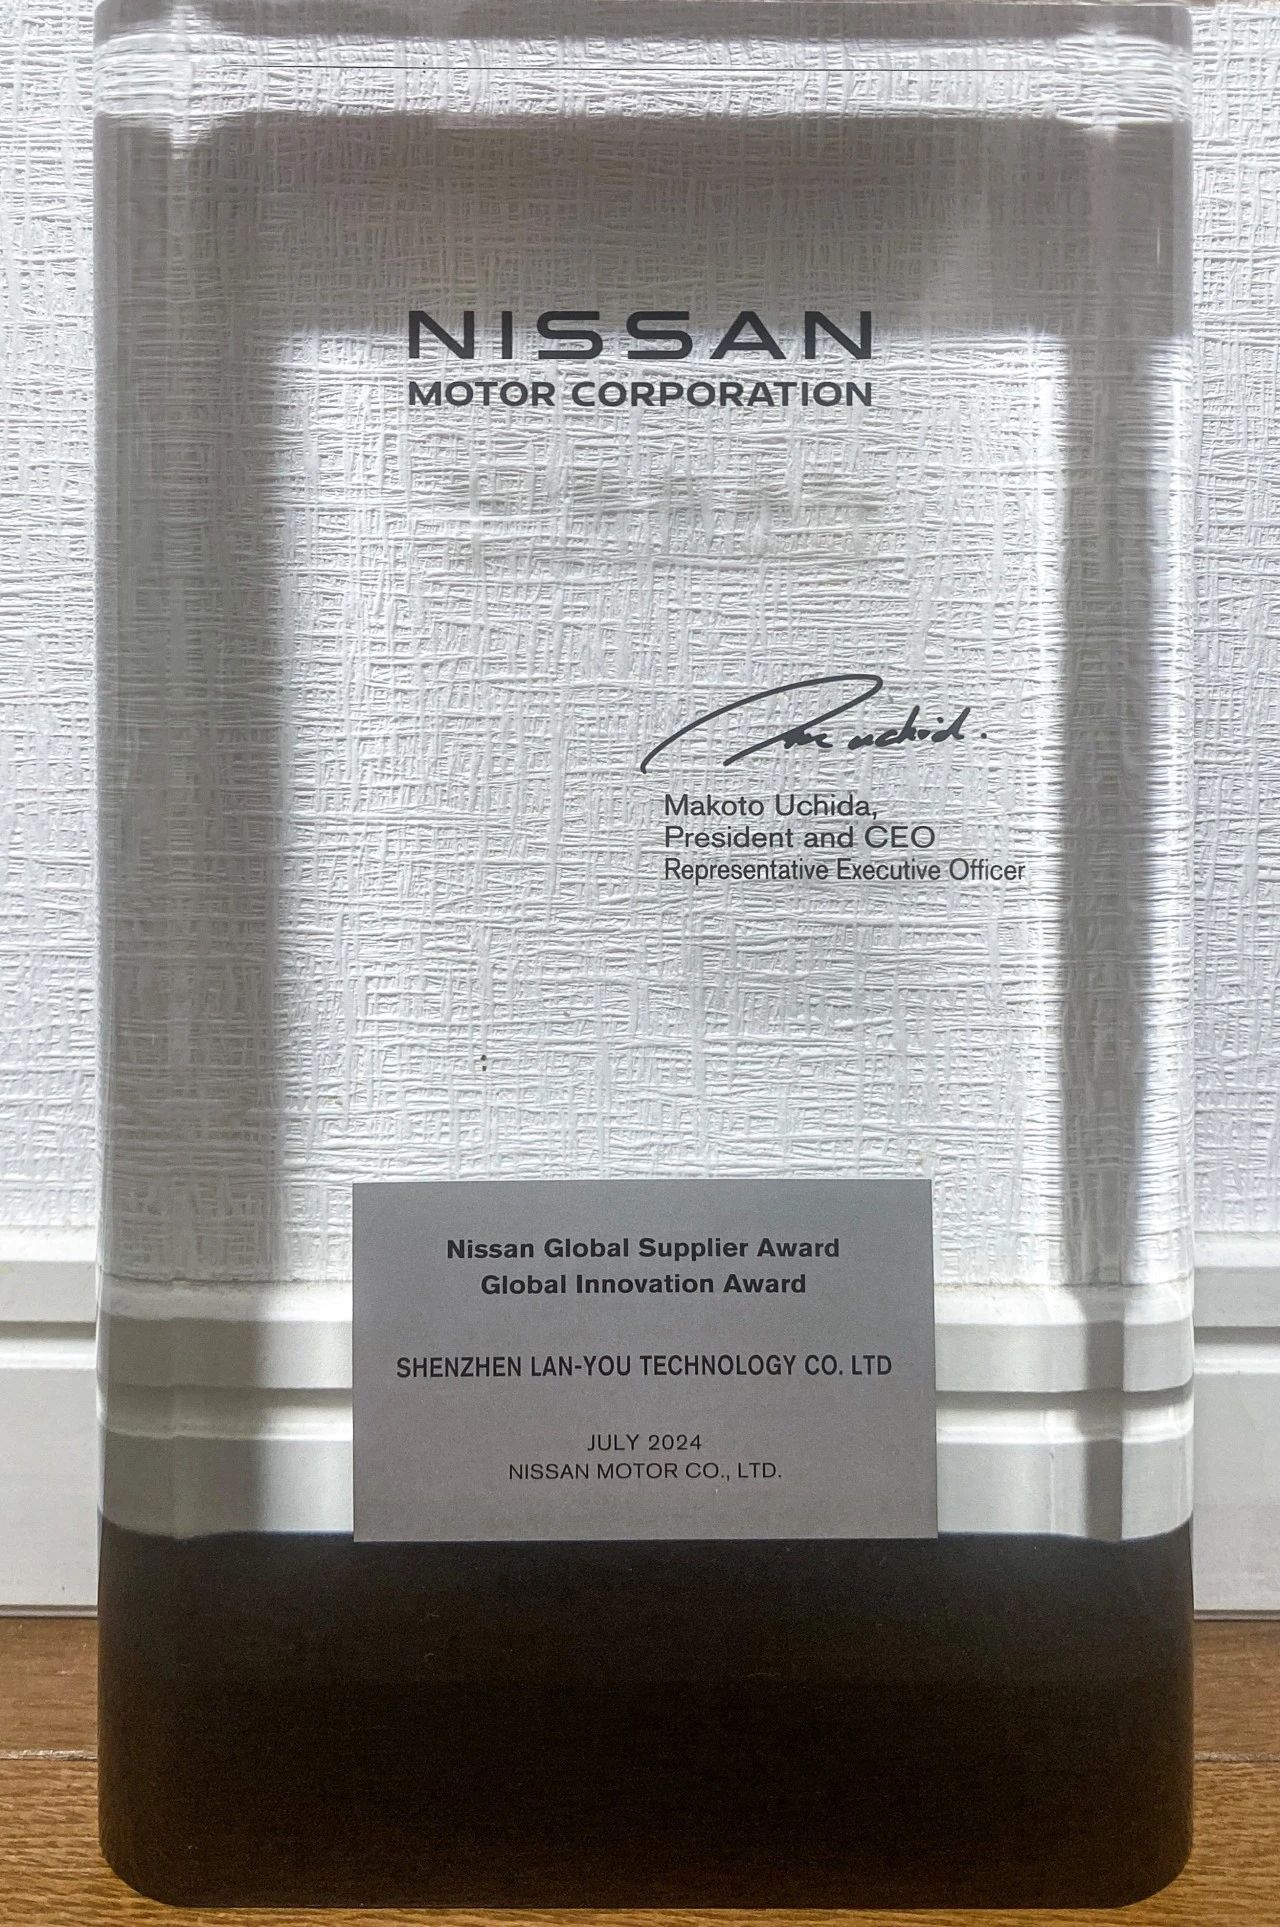 NISSAN
MOTOR CORPORATION
Makoto Uchida,
President and CEO
Representative Executive Officer
Nissan Global Supplier Award
Global Innovation Award
SHENZHEN LAN-YOU TECHNOLOGY CO. LTD
JULY 2024
NISSAN MOTOR CO., LTD.